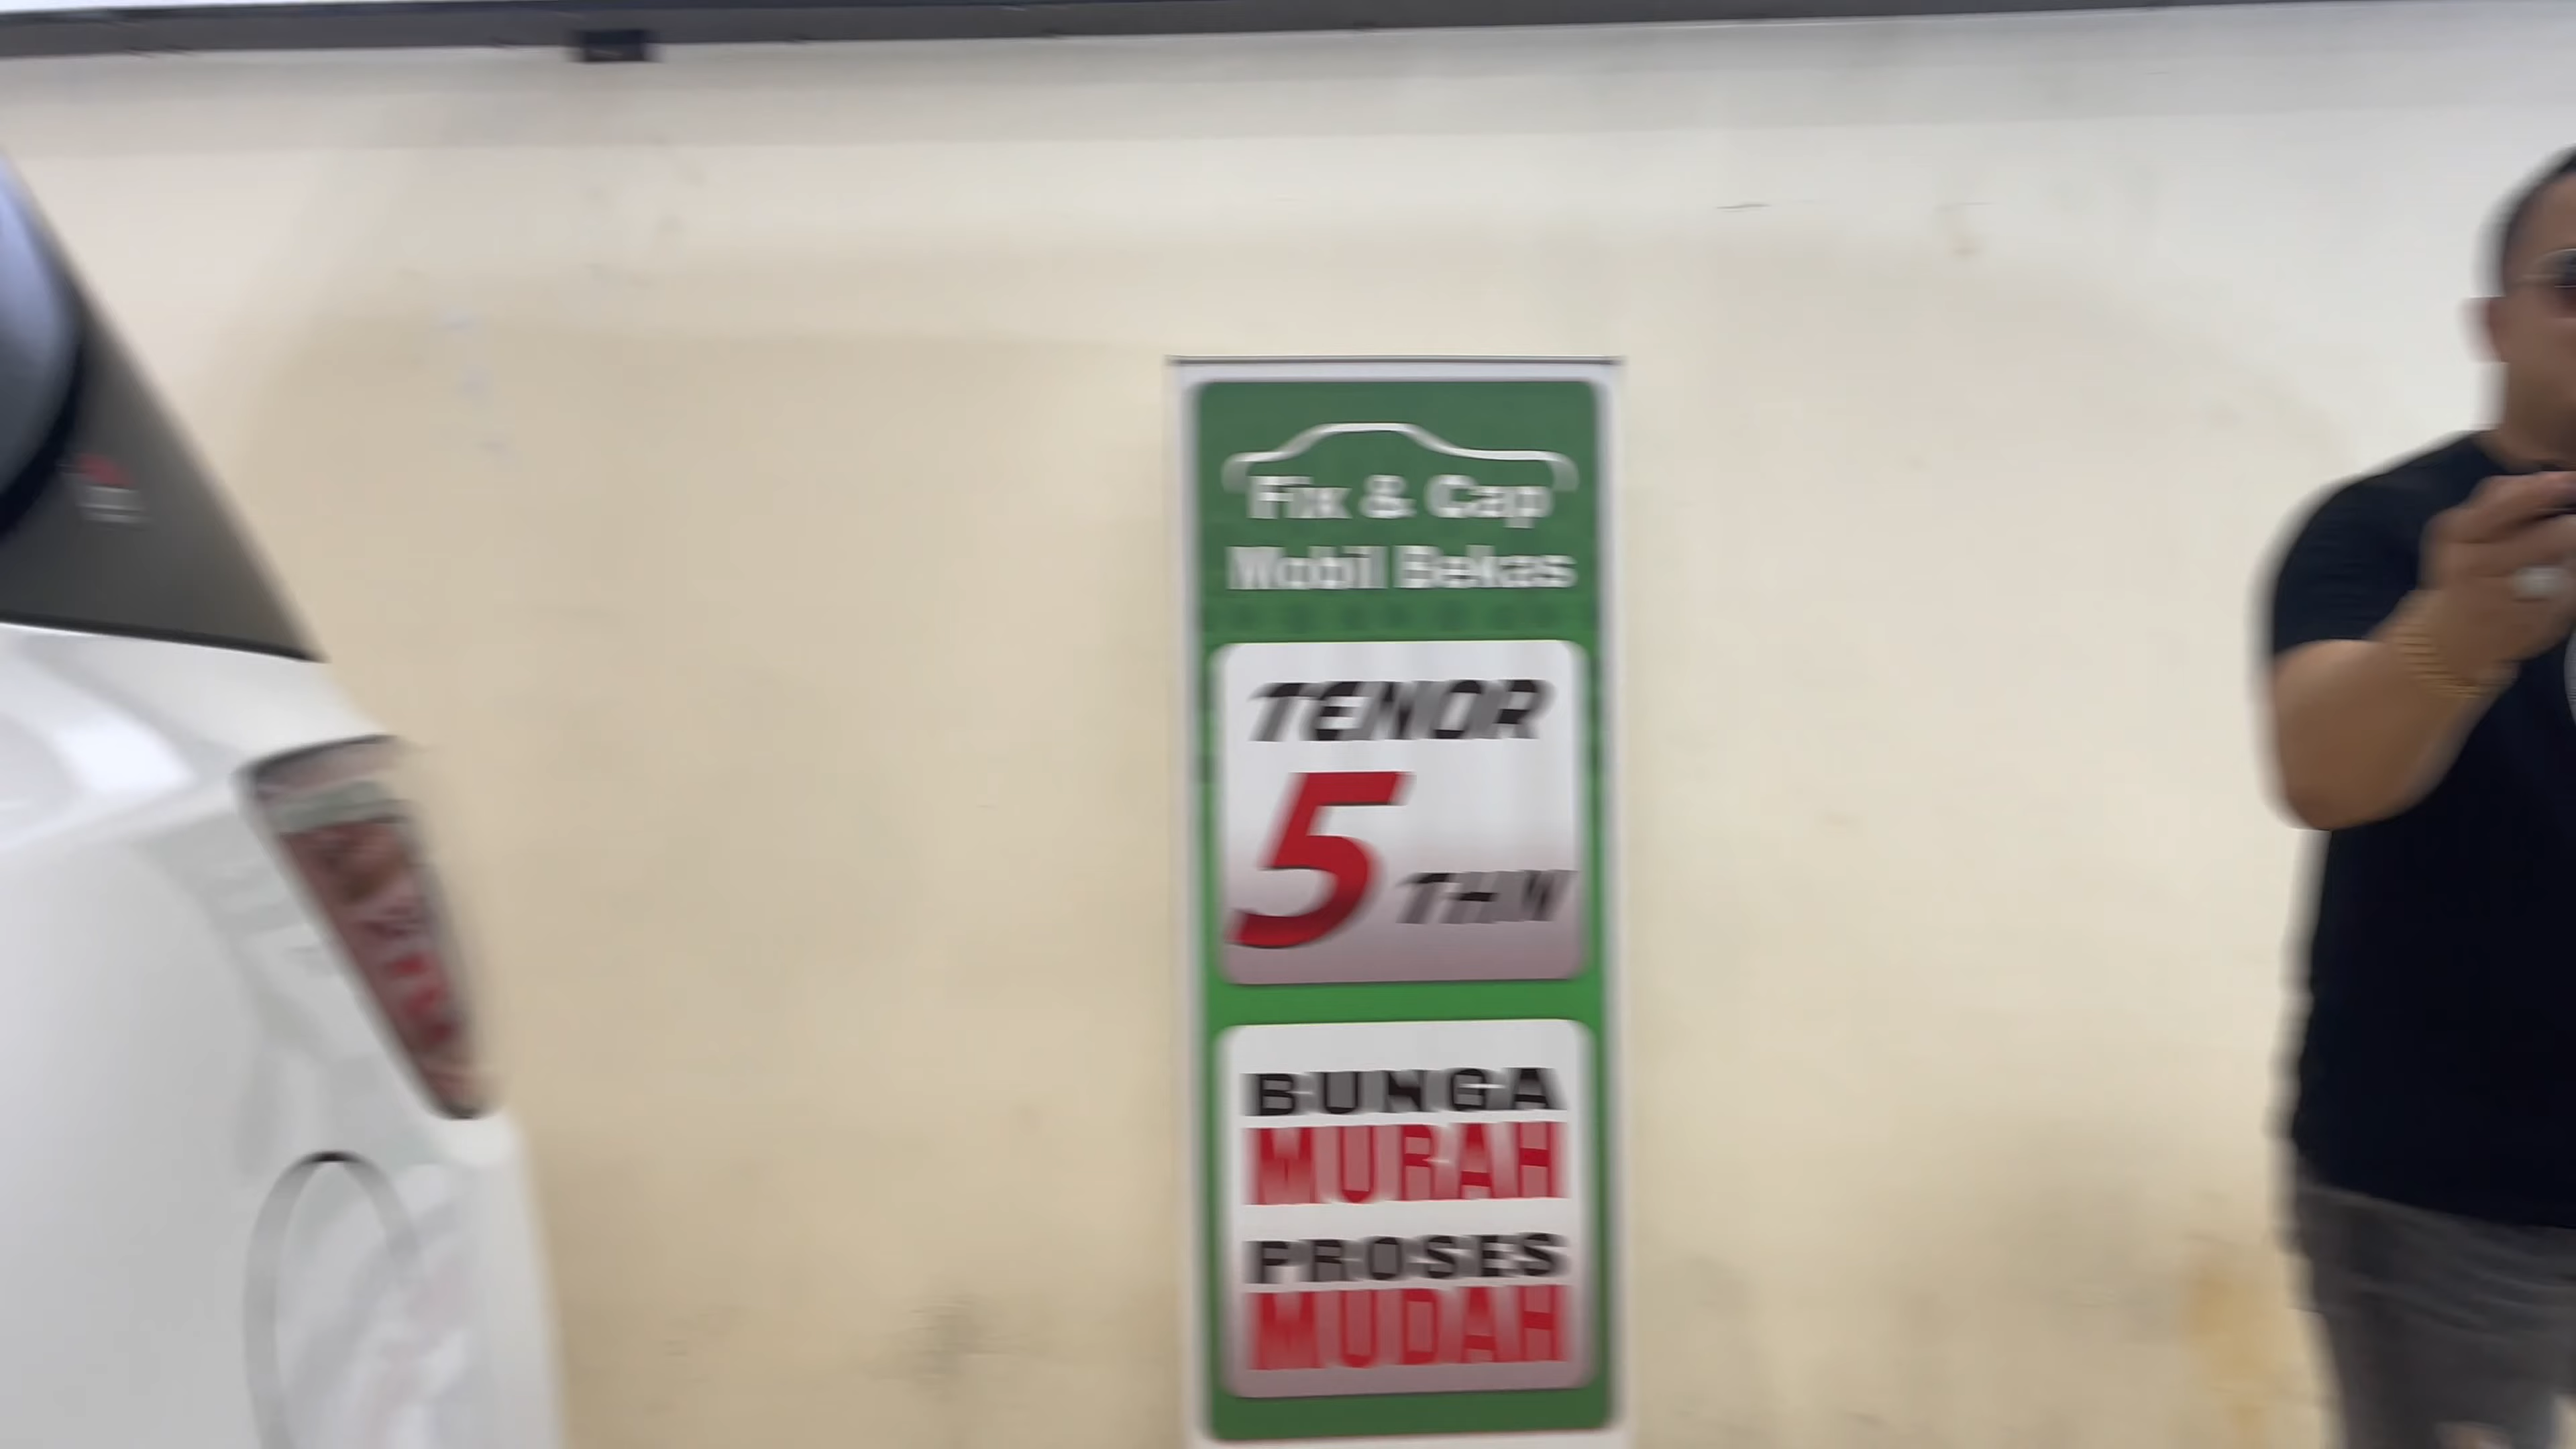 Fix & Cap
Mobil Bekas
TENOR
5 THN
BUNGA
MURAH
PROSES
MUDAH